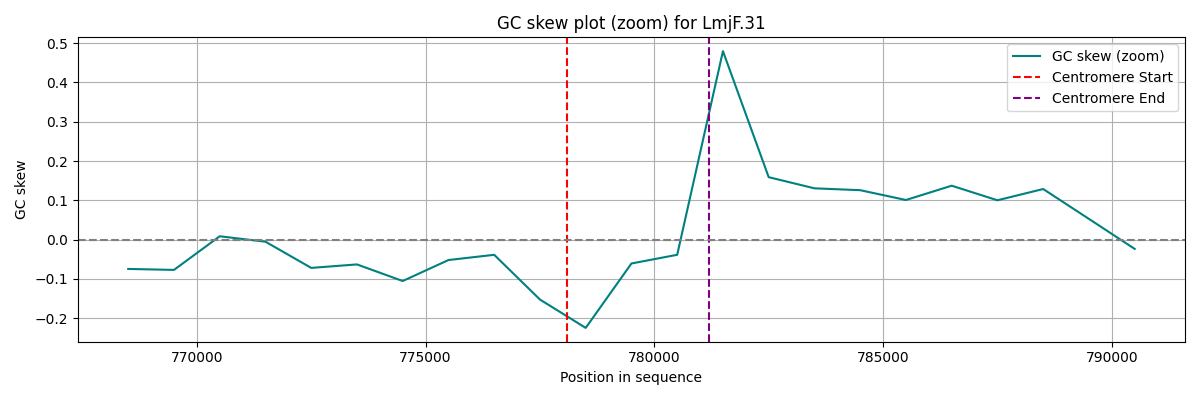 GC skew plot (zoom) for LmjF.31
GC skew (zoom)
Centromere Start
Centromere End
GC skew
0.5
0.4
0.3
0.2
0.1
0.0
−0.1
−0.2
770000 775000 780000 785000 790000
Position in sequence